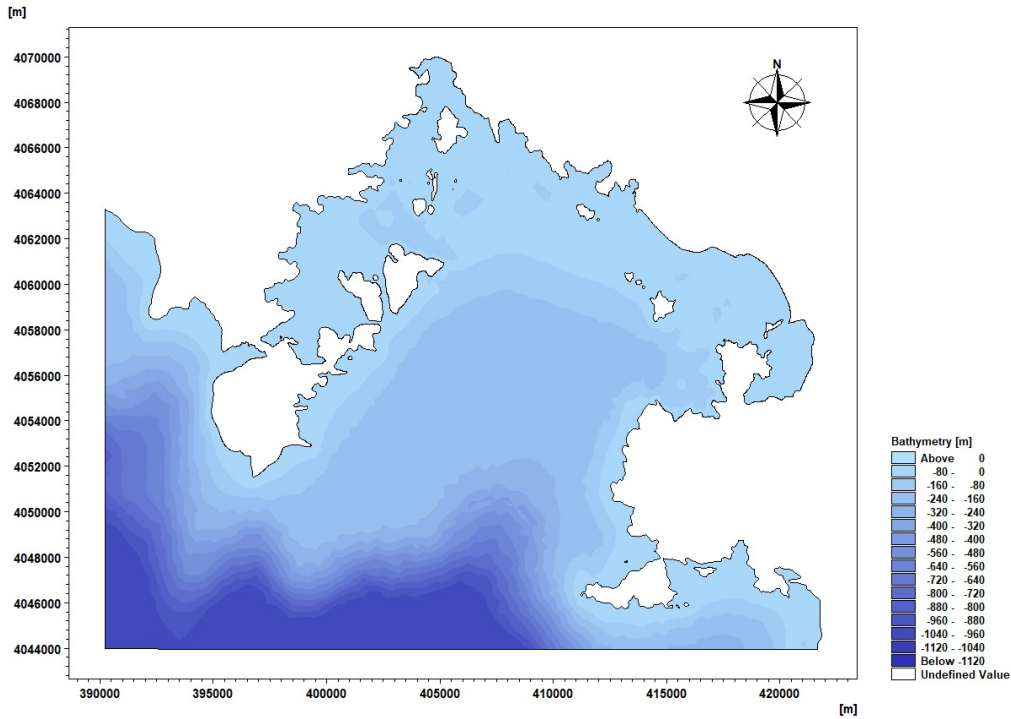 [m]
4070000
4068000
4066000
4064000
4062000
4060000
4058000
4056000
4054000
4052000
4050000
4048000
4046000
4044000
390000 395000 400000 405000 410000 415000 420000
[m]
N
Bathymetry [m]
Above 0
-80 - 0
-160 - -80
-240 - -160
-320 - -240
-400 - -320
-480 - -400
-560 - -480
-640 - -560
-720 - -640
-800 - -720
-880 - -800
-960 - -880
-1040 - -960
-1120 - -1040
Below -1120
Undefined Value